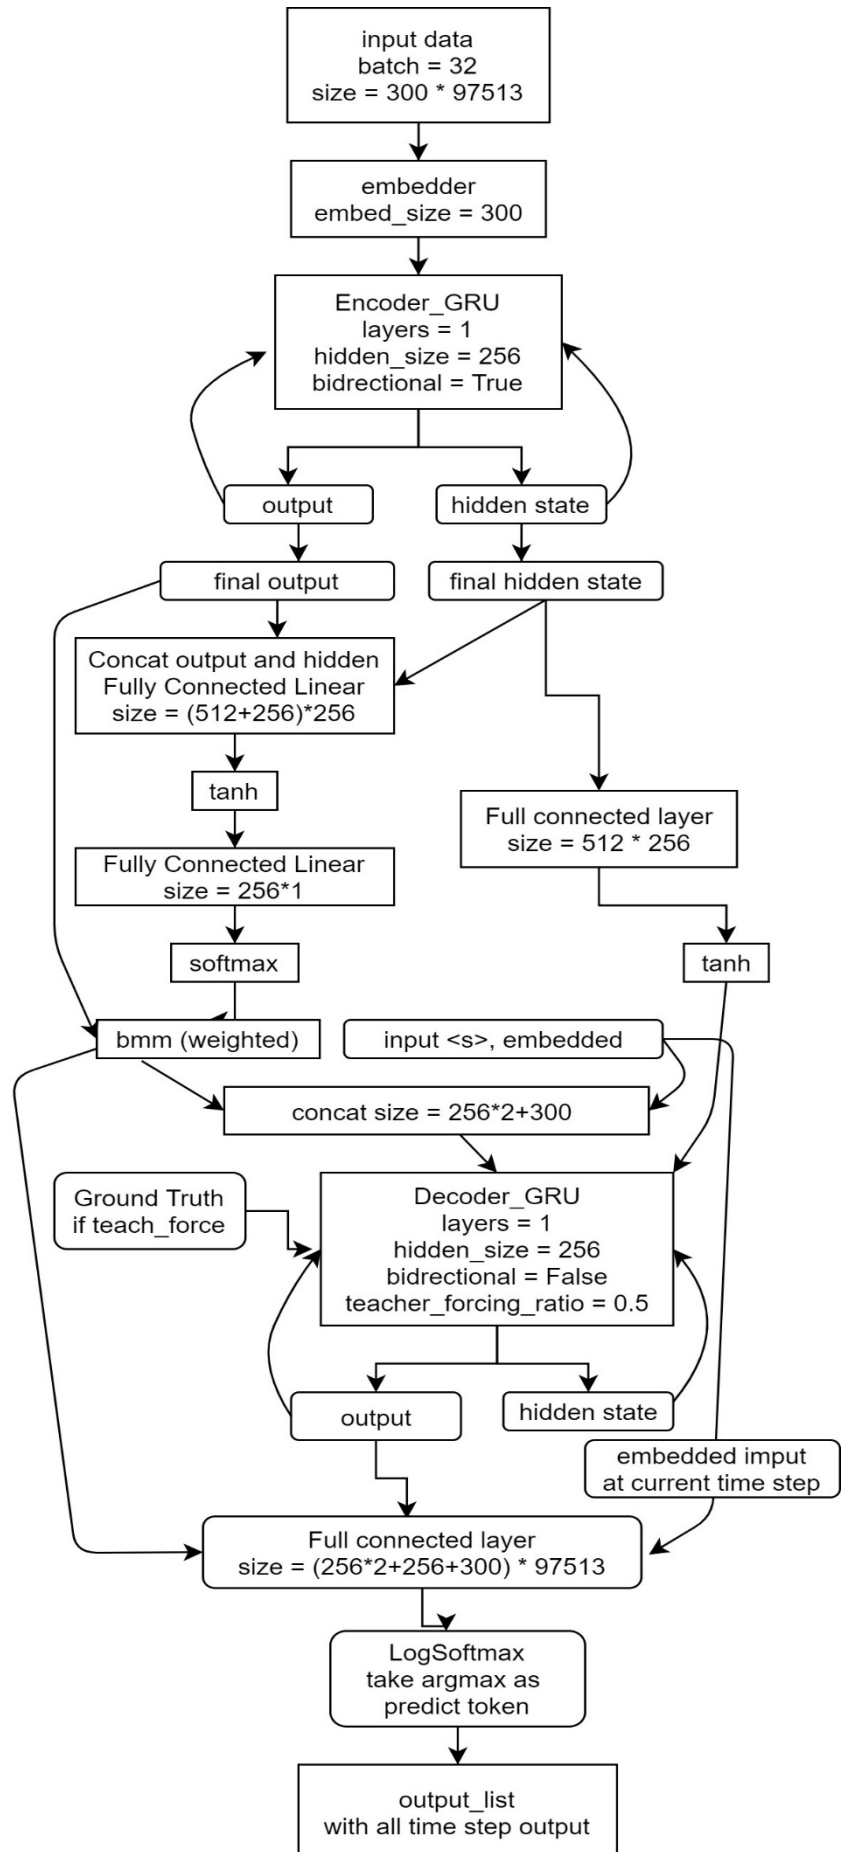 input data
batch = 32
size = 300 * 97513
embedder
embed_size = 300
Encoder_GRU
layers = 1
hidden_size = 256
bidrectional = True
output
hidden state
final output
final hidden state
Concat output and hidden
Fully Connected Linear
size = (512+256)*256
tanh
Full connected layer
size = 512 * 256
Fully Connected Linear
size = 256*1
softmax
tanh
bmm (weighted)
input <s>, embedded
concat size = 256*2+300
Ground Truth
if teach_force
Decoder_GRU
layers = 1
hidden_size = 256
bidrectional = False
teacher_forcing_ratio = 0.5
output
hidden state
embedded imput
at current time step
Full connected layer
size = (256*2+256+300) * 97513
LogSoftmax
take argmax as
predict token
output_list
with all time step output